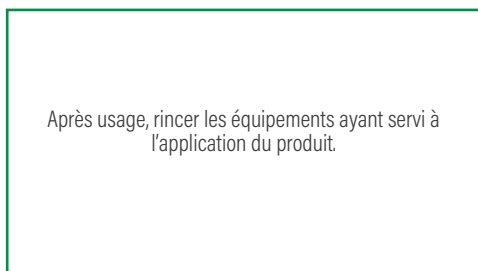 Après usage, rincer les équipements ayant servi à
l’application du produit.